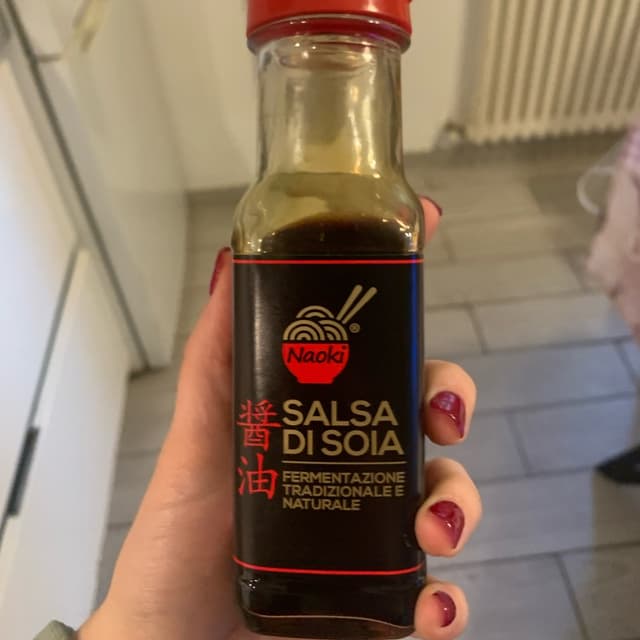 Naoki
®
醤油
SALSA
DI SOIA
FERMENTAZIONE
TRADIZIONALE E
NATURALE